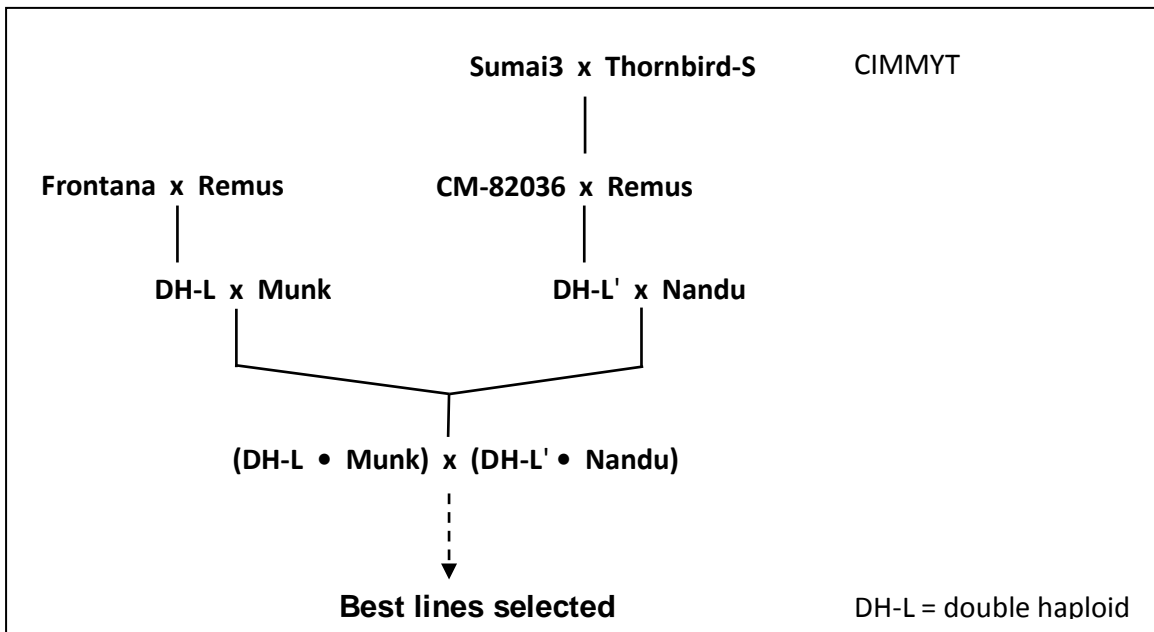 Sumai3 x Thornbird-S CIMMYT
Frontana x Remus CM-82036 x Remus
DH-L x Munk DH-L' x Nandu
(DH-L • Munk) x (DH-L' • Nandu)
Best lines selected DH-L = double haploid